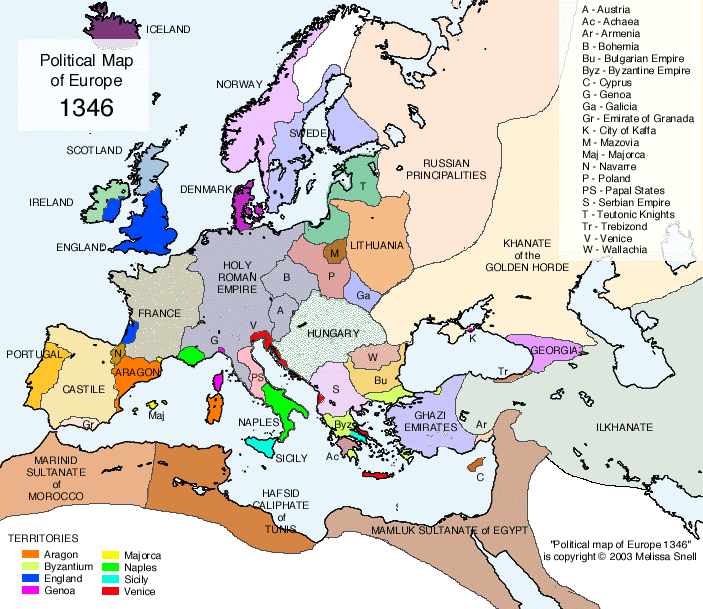 Political Map
of Europe
1346
A - Austria
Ac - Achaea
Ar - Armenia
B - Bohemia
Bu - Bulgarian Empire
Byz - Byzantine Empire
C - Cyprus
G - Genoa
Ga - Galicia
Gr - Emirate of Granada
K - City of Kaffa
M - Mazovia
Maj - Majorca
N - Navarre
P - Poland
PS - Papal States
S - Serbian Empire
T - Teutonic Knights
Tr - Trebizond
V - Venice
W - Wallachia
ICELAND
NORWAY
SWEDEN
SCOTLAND
RUSSIAN
PRINCIPALITIES
DENMARK
T
IRELAND
LITHUANIA
ENGLAND
M
KHANATE
of the
GOLDEN HORDE
HOLY
ROMAN
EMPIRE
B
P
Ga
FRANCE
A
V
HUNGARY
G
K
PORTUGAL
N
W
GEORGIA
ARAGON
Tr
CASTILE
PS
S
Bu
Maj
GHAZI
EMIRATES
Gr
NAPLES
Byz
Ar
ILKHANATE
SICILY
Ac
MARINID
SULTANATE
of
MOROCCO
C
HAFSID
CALIPHATE
of
TUNIS
MAMLUK SULTANATE of EGYPT
TERRITORIES
Aragon
Byzantium
England
Genoa
Majorca
Naples
Sicily
Venice
"Political map of Europe 1346"
is copyright © 2003 Melissa Snell